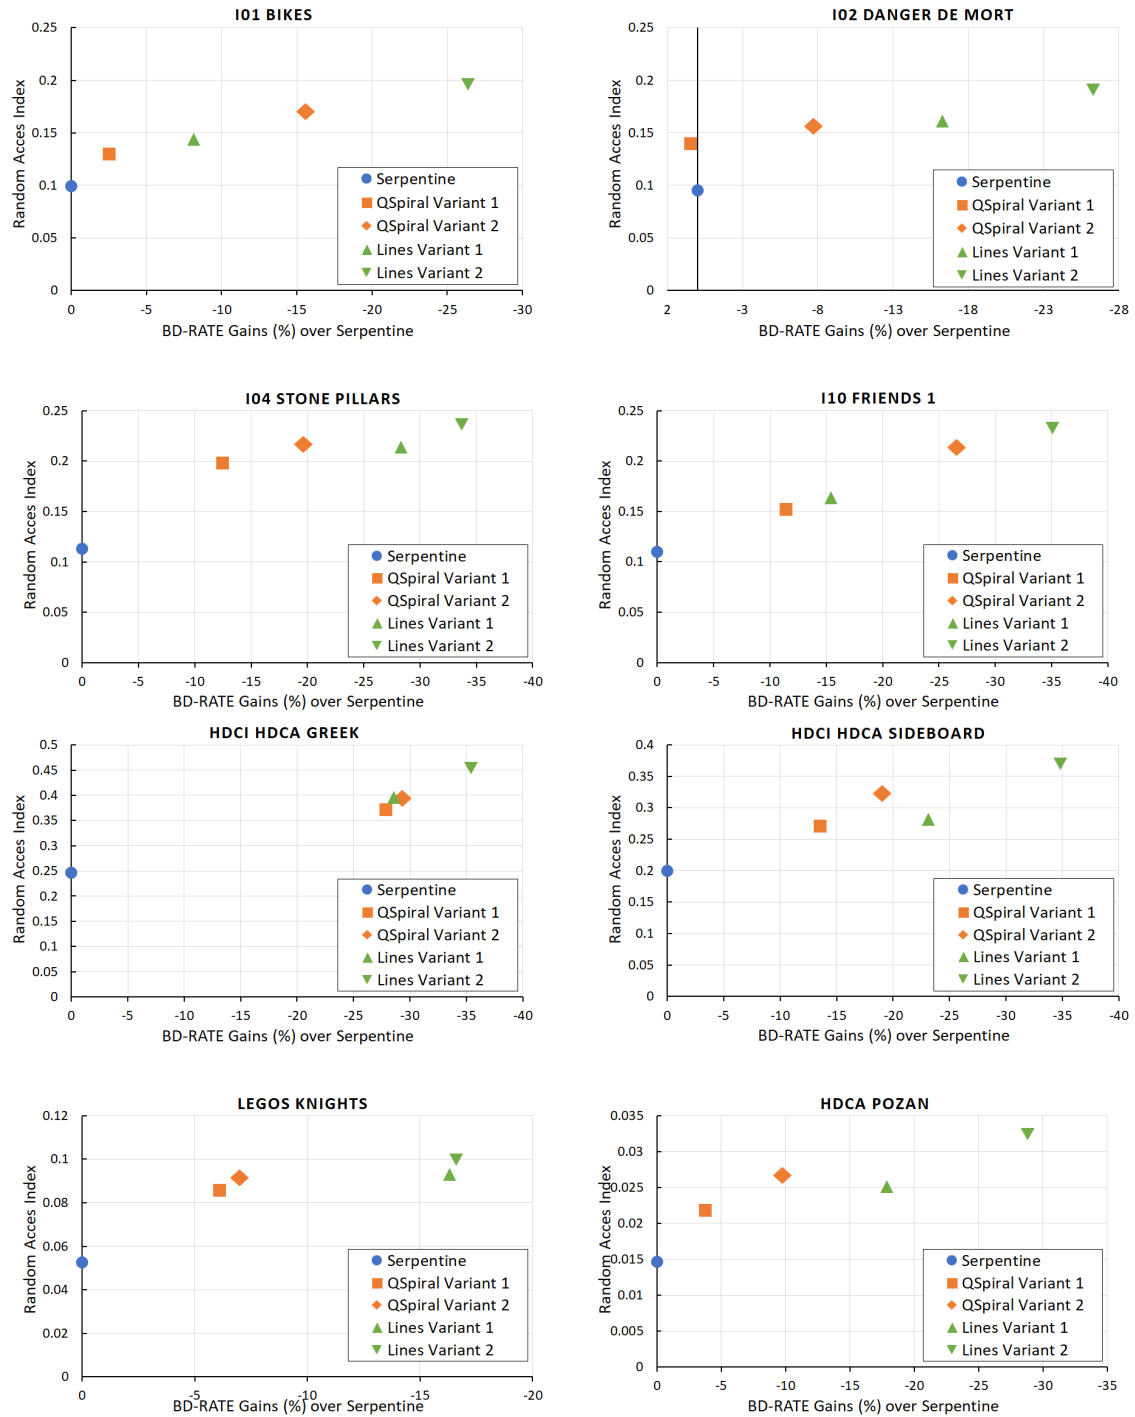 I01 BIKES
0.25
0.2
0.15
0.1
0.05
0
Random Acces Index
Serpentine
QSpiral Variant 1
QSpiral Variant 2
Lines Variant 1
Lines Variant 2
0 -5 -10 -15 -20 -25 -30
BD-RATE Gains (%) over Serpentine
I02 DANGER DE MORT
0.25
0.2
0.15
0.1
0.05
0
Random Acces Index
Serpentine
QSpiral Variant 1
QSpiral Variant 2
Lines Variant 1
Lines Variant 2
2 -3 -8 -13 -18 -23 -28
BD-RATE Gains (%) over Serpentine
I04 STONE PILLARS
0.25
0.2
0.15
0.1
0.05
0
Random Acces Index
Serpentine
QSpiral Variant 1
QSpiral Variant 2
Lines Variant 1
Lines Variant 2
0 -5 -10 -15 -20 -25 -30 -35 -40
BD-RATE Gains (%) over Serpentine
I10 FRIENDS 1
0.25
0.2
0.15
0.1
0.05
0
Random Acces Index
Serpentine
QSpiral Variant 1
QSpiral Variant 2
Lines Variant 1
Lines Variant 2
0 -5 -10 -15 -20 -25 -30 -35 -40
BD-RATE Gains (%) over Serpentine
HDCI HDCA GREEK
0.5
0.45
0.4
0.35
0.3
0.25
0.2
0.15
0.1
0.05
0
Random Acces Index
Serpentine
QSpiral Variant 1
QSpiral Variant 2
Lines Variant 1
Lines Variant 2
0 -5 -10 -15 -20 -25 -30 -35 -40
BD-RATE Gains (%) over Serpentine
HDCI HDCA SIDEBOARD
0.4
0.35
0.3
0.25
0.2
0.15
0.1
0.05
0
Random Acces Index
Serpentine
QSpiral Variant 1
QSpiral Variant 2
Lines Variant 1
Lines Variant 2
0 -5 -10 -15 -20 -25 -30 -35 -40
BD-RATE Gains (%) over Serpentine
LEGOS KNIGHTS
0.12
0.1
0.08
0.06
0.04
0.02
0
Random Acces Index
Serpentine
QSpiral Variant 1
QSpiral Variant 2
Lines Variant 1
Lines Variant 2
0 -5 -10 -15 -20
BD-RATE Gains (%) over Serpentine
HDCA POZAN
0.035
0.03
0.025
0.02
0.015
0.01
0.005
0
Random Acces Index
Serpentine
QSpiral Variant 1
QSpiral Variant 2
Lines Variant 1
Lines Variant 2
0 -5 -10 -15 -20 -25 -30 -35
BD-RATE Gains (%) over Serpentine